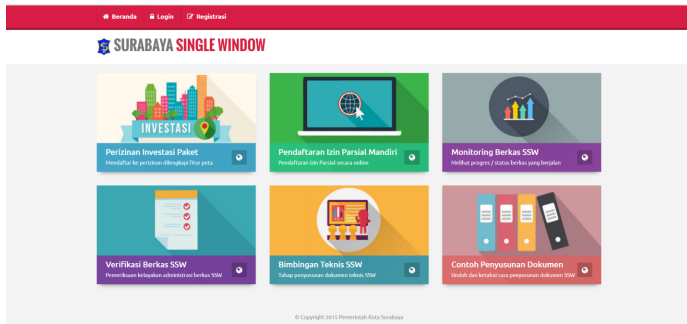 Beranda Login Registrasi
SURABAYA SINGLE WINDOW
INVESTASI
Perizinan Investasi Paket
Mendaftar ke perizinan dilengkapi fitur peta
Pendaftaran Izin Parsial Mandiri
Pendaftaran Izin Parsial secara online
Monitoring Berkas SSW
Melihat progres / status berkas yang berjalan
Verifikasi Berkas SSW
Pemeriksaan kelayakan administrasi berkas SSW
Bimbingan Teknis SSW
Tahap penyusunan dokumen teknis SSW
Contoh Penyusunan Dokumen
Unduh dan ketahui cara penyusunan dokumen SSW
© Copyright 2015 Pemerintah Kota Surabaya